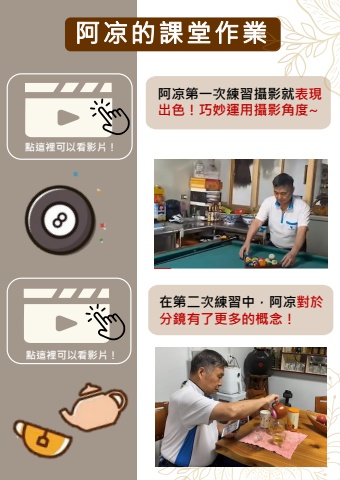 阿凉的課堂作業
阿凉第一次練習攝影就表現
出色！巧妙運用攝影角度~
點這裡可以看影片！
8
在第二次練習中，阿凉對於
分鏡有了更多的概念！
點這裡可以看影片！